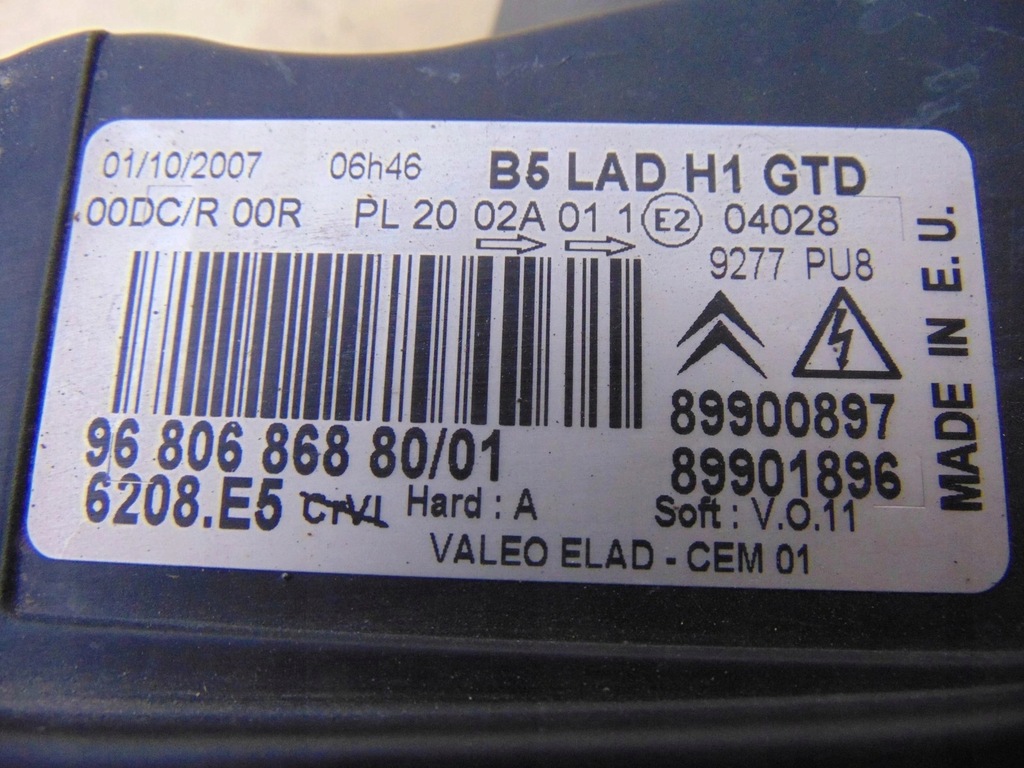 01/10/2007 06h46 B5 LAD H1 GTD
00DC/R 00R PL 20 02A 01 1 E2 04028
9277 PU8
96 806 868 80/01
89900897
6208.E5
89901896
Hard : A Soft : V.O.11
VALEO ELAD - CEM 01
MADE IN E.U.